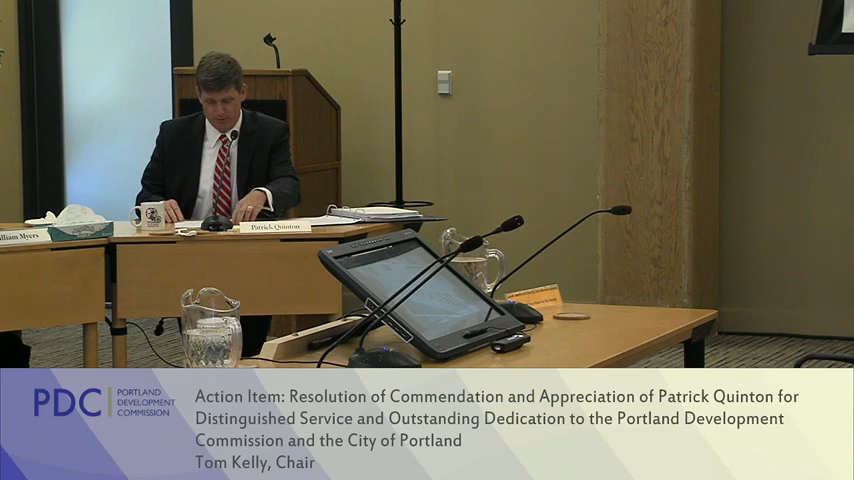 lliam Myers
Patrick Quinton
PDC
PORTLAND
DEVELOPMENT
COMMISSION
Action Item: Resolution of Commendation and Appreciation of Patrick Quinton for
Distinguished Service and Outstanding Dedication to the Portland Development
Commission and the City of Portland
Tom Kelly, Chair